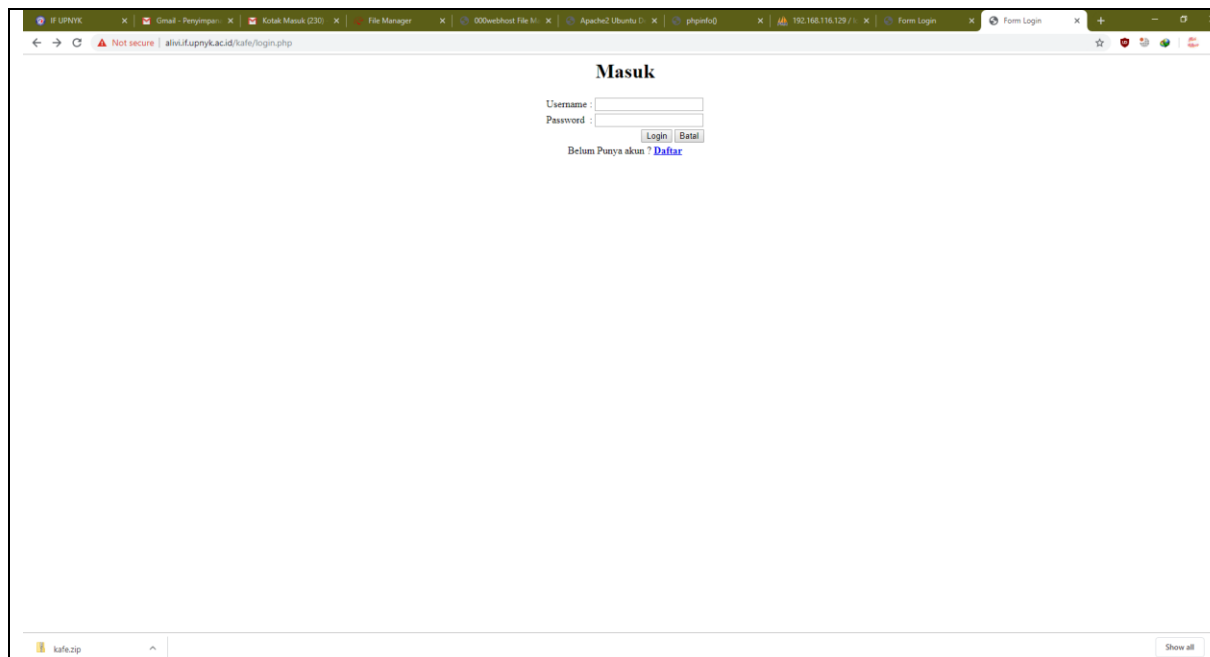 IF UPNYK
Gmail - Penyimpan
Kotak Masuk (230)
File Manager
000webhost File M
Apache2 Ubuntu D
phpinfo()
192.168.116.129 /
Form Login
Form Login
Not secure | alivi.if.upnyk.ac.id/kafe/login.php
Masuk
Username :
Password :
Login Batal
Belum Punya akun ? Daftar
kafe.zip
Show all